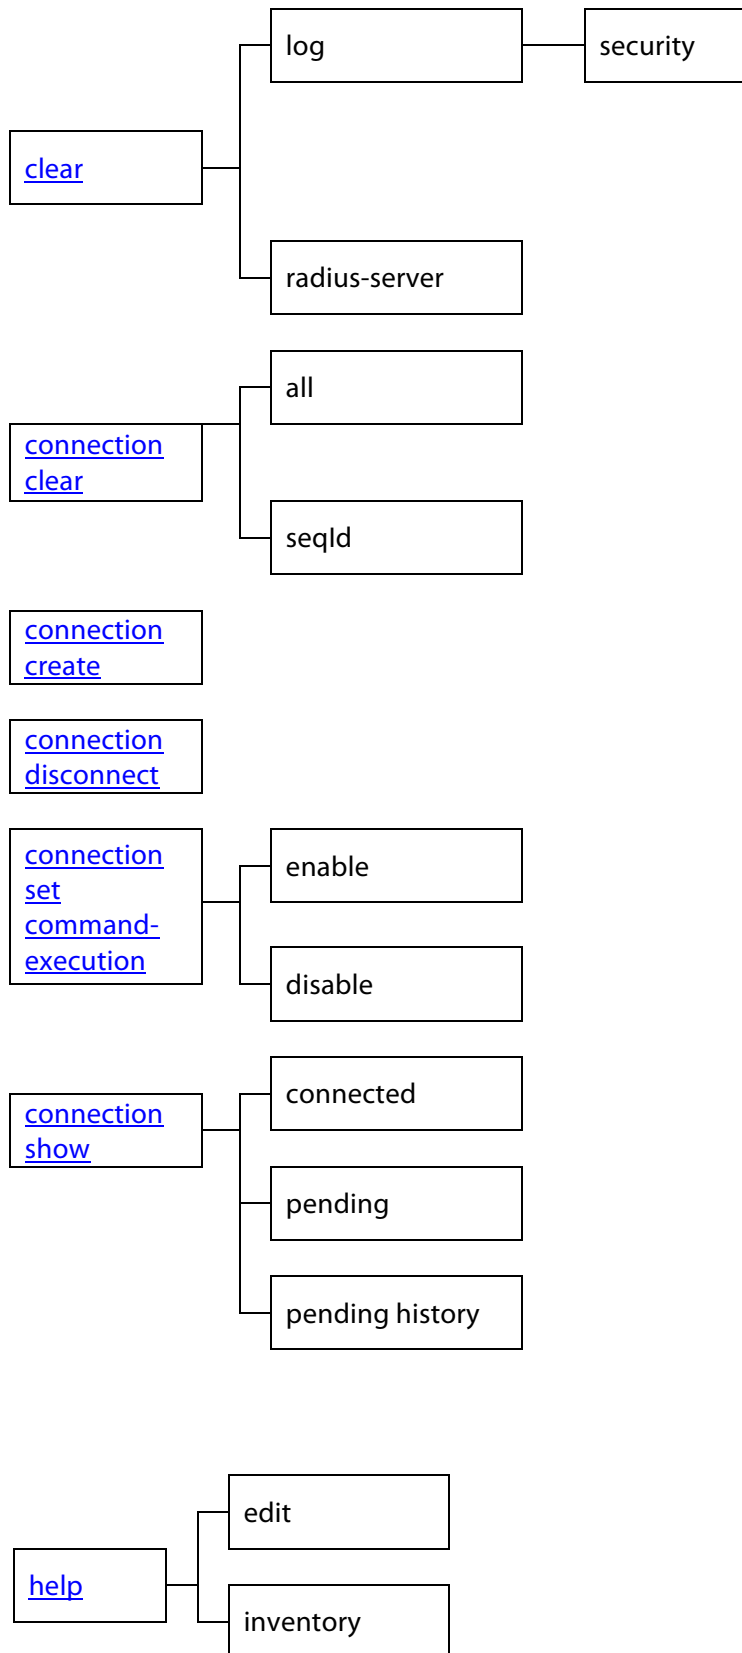 log
security
clear
radius-server
all
connection
clear
seqId
connection
create
connection
disconnect
connection
set
command-
execution
enable
disable
connected
connection
show
pending
pending history
edit
help
inventory